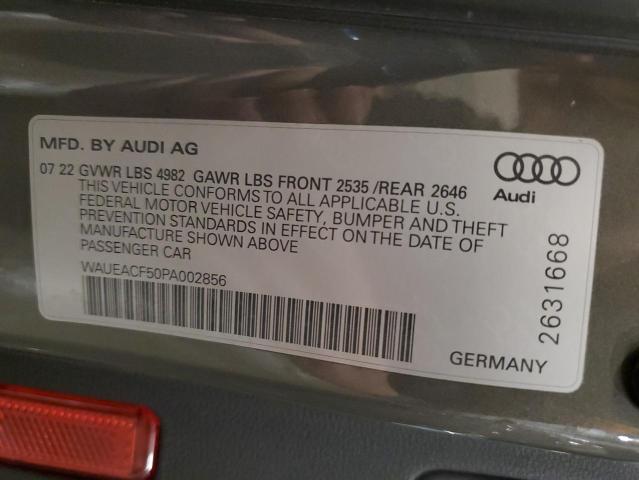 MFD. BY AUDI AG
07 22 GVWR LBS 4982 GAWR LBS FRONT 2535 /REAR 2646
THIS VEHICLE CONFORMS TO ALL APPLICABLE U.S.
FEDERAL MOTOR VEHICLE SAFETY, BUMPER AND THEFT
PREVENTION STANDARDS IN EFFECT ON THE DATE OF
MANUFACTURE SHOWN ABOVE
PASSENGER CAR
WAUEACF50PA002856
Audi
2631668
GERMANY